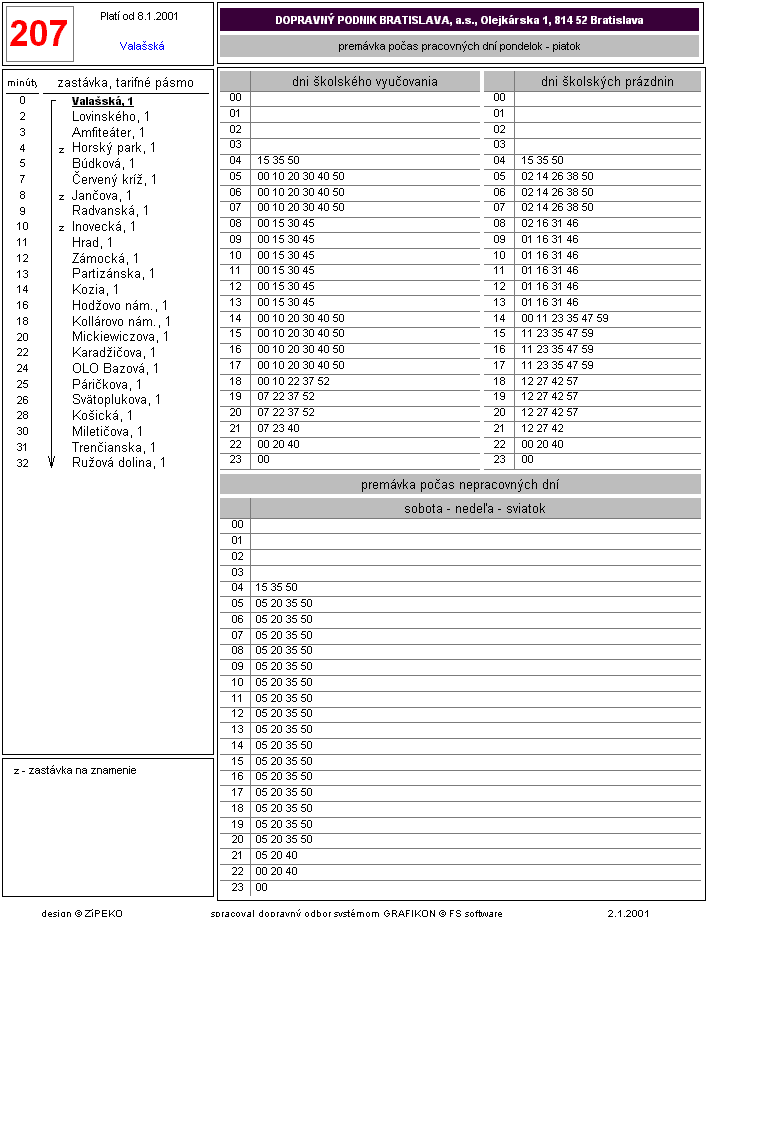 207
Platí od 8.1.2001
Valašská
DOPRAVNÝ PODNIK BRATISLAVA, a.s., Olejkárska 1, 814 52 Bratislava
premávka počas pracovných dní pondelok - piatok
minúty zastávka, tarifné pásmo
0 Valašská, 1
2 Lovinského, 1
3 Amfiteáter, 1
4 z Horský park, 1
5 Búdková, 1
7 Červený kríž, 1
8 z Jančova, 1
9 Radvanská, 1
10 z Inovecká, 1
11 Hrad, 1
12 Zámocká, 1
13 Partizánska, 1
14 Kozia, 1
16 Hodžovo nám., 1
18 Kollárovo nám., 1
20 Mickiewiczova, 1
22 Karadžičova, 1
24 OLO Bazová, 1
25 Páričkova, 1
26 Svätoplukova, 1
28 Košická, 1
30 Miletičova, 1
31 Trenčianska, 1
32 Ružová dolina, 1
z - zastávka na znamenie
dni školského vyučovania
00
01
02
03
04 15 35 50
05 00 10 20 30 40 50
06 00 10 20 30 40 50
07 00 10 20 30 40 50
08 00 15 30 45
09 00 15 30 45
10 00 15 30 45
11 00 15 30 45
12 00 15 30 45
13 00 15 30 45
14 00 10 20 30 40 50
15 00 10 20 30 40 50
16 00 10 20 30 40 50
17 00 10 20 30 40 50
18 00 10 22 37 52
19 07 22 37 52
20 07 22 37 52
21 07 23 40
22 00 20 40
23 00
dni školských prázdnin
00
01
02
03
04 15 35 50
05 02 14 26 38 50
06 02 14 26 38 50
07 02 14 26 38 50
08 02 16 31 46
09 01 16 31 46
10 01 16 31 46
11 01 16 31 46
12 01 16 31 46
13 01 16 31 46
14 00 11 23 35 47 59
15 11 23 35 47 59
16 11 23 35 47 59
17 11 23 35 47 59
18 12 27 42 57
19 12 27 42 57
20 12 27 42 57
21 12 27 42
22 00 20 40
23 00
premávka počas nepracovných dní
sobota - nedeľa - sviatok
00
01
02
03
04 15 35 50
05 05 20 35 50
06 05 20 35 50
07 05 20 35 50
08 05 20 35 50
09 05 20 35 50
10 05 20 35 50
11 05 20 35 50
12 05 20 35 50
13 05 20 35 50
14 05 20 35 50
15 05 20 35 50
16 05 20 35 50
17 05 20 35 50
18 05 20 35 50
19 05 20 35 50
20 05 20 35 50
21 05 20 40
22 00 20 40
23 00
design © ZíPEKO
spracoval dopravný odbor systémom GRAFIKON © FS software
2.1.2001